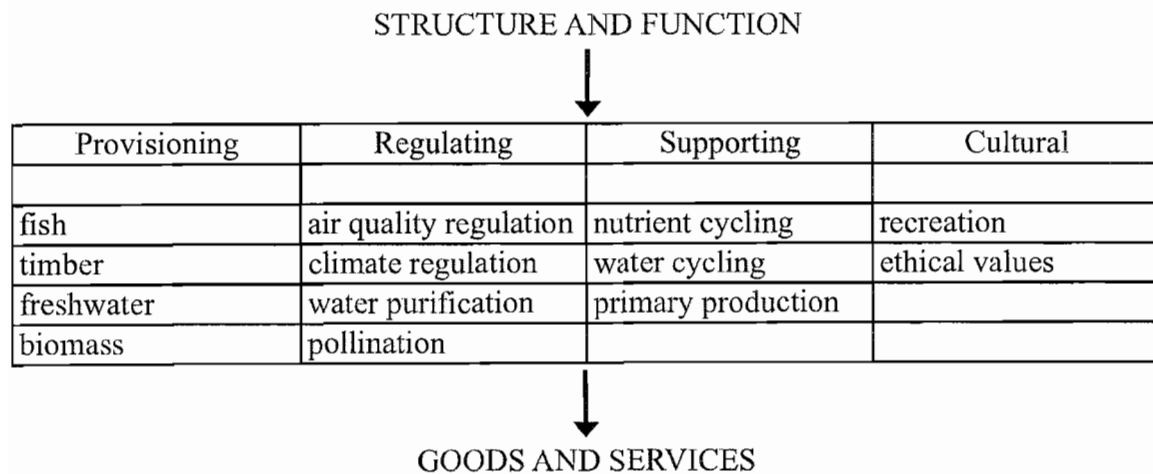 STRUCTURE AND FUNCTION
Provisioning Regulating Supporting Cultural
fish air quality regulation nutrient cycling recreation
timber climate regulation water cycling ethical values
freshwater water purification primary production
biomass pollination
GOODS AND SERVICES